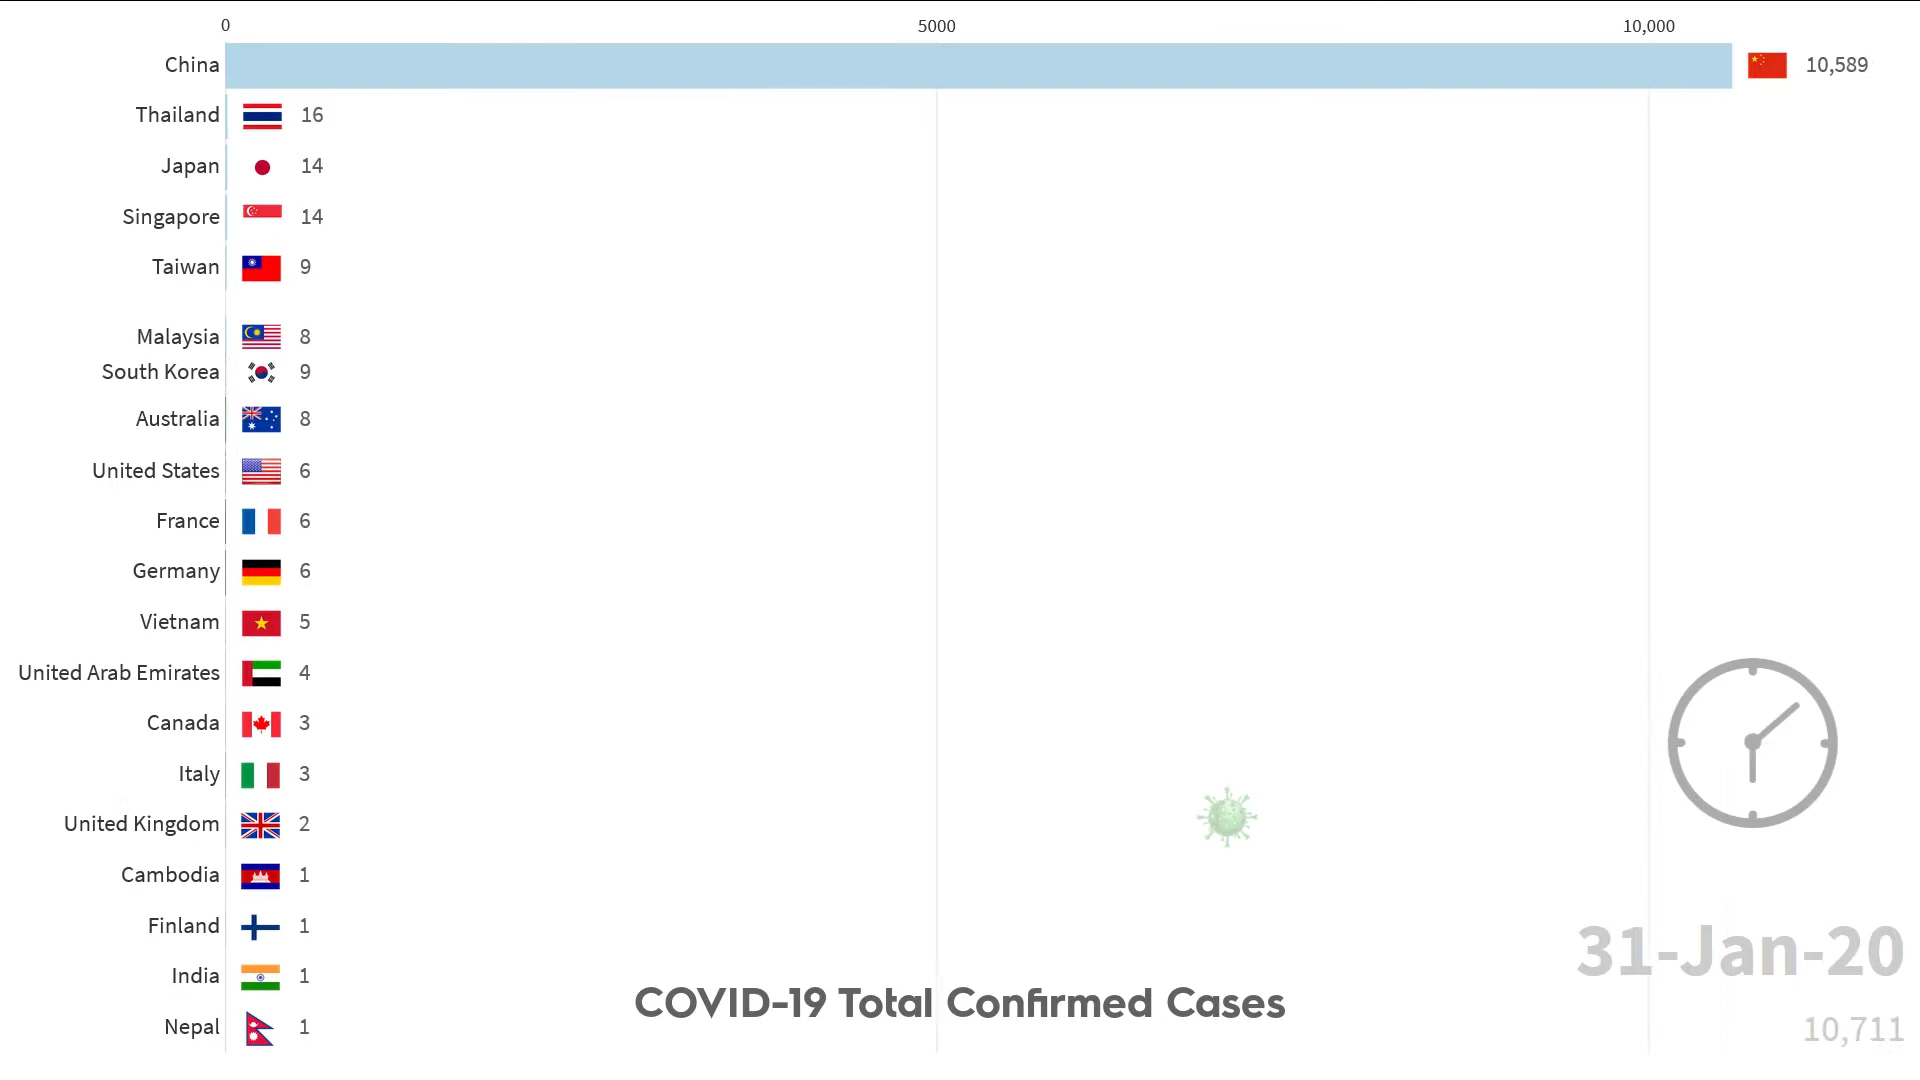 0 5000 10,000
China 10,589
Thailand 16
Japan 14
Singapore 14
Taiwan 9
Malaysia 8
South Korea 9
Australia 8
United States 6
France 6
Germany 6
Vietnam 5
United Arab Emirates 4
Canada 3
Italy 3
United Kingdom 2
Cambodia 1
Finland 1
India 1
Nepal 1
31-Jan-20
COVID-19 Total Confirmed Cases
10,711